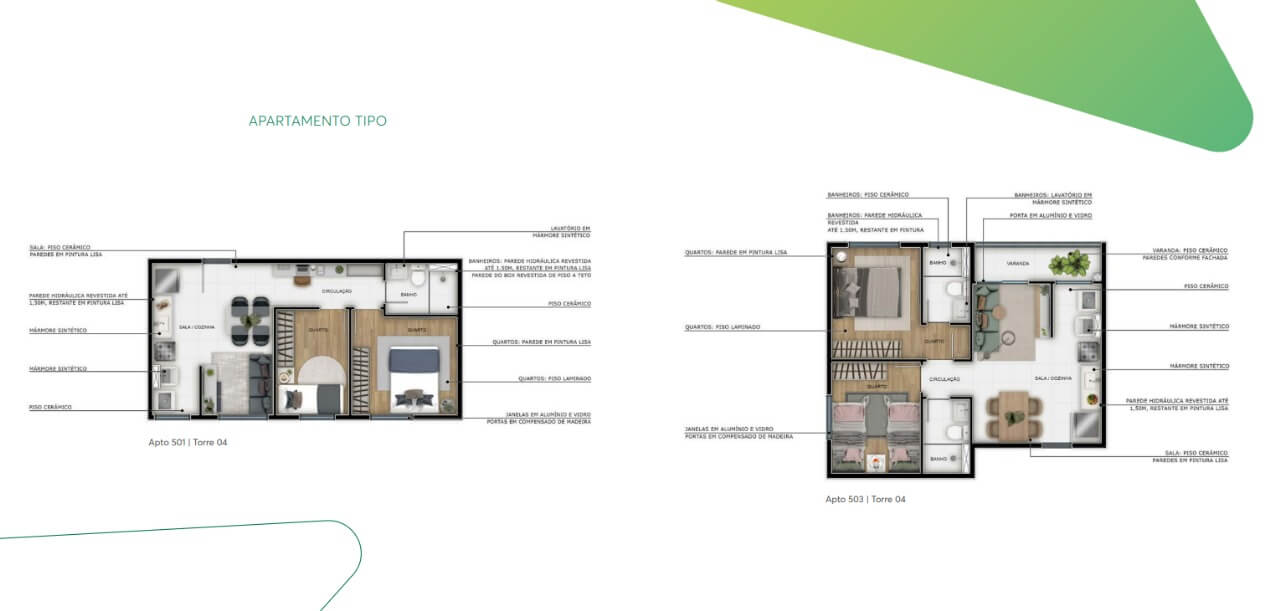 APARTAMENTO TIPO
SALA: PISO CERÂMICO
PAREDES EM PINTURA LISA
PAREDE HIDRÁULICA REVESTIDA ATÉ
1,50M, RESTANTE EM PINTURA LISA
MÁRMORE SINTÉTICO
MÁRMORE SINTÉTICO
PISO CERÂMICO
LAVATÓRIO EM
MÁRMORE SINTÉTICO
BANHEIROS: PAREDE HIDRÁULICA REVESTIDA
ATÉ 1,50M, RESTANTE EM PINTURA LISA
PAREDE DO BOX REVESTIDA DE PISO A TETO
PISO CERÂMICO
QUARTOS: PAREDE EM PINTURA LISA
QUARTOS: PISO LAMINADO
JANELAS EM ALUMÍNIO E VIDRO
PORTAS EM COMPENSADO DE MADEIRA
CIRCULAÇÃO
BANHO
SALA / COZINHA
QUARTO
QUARTO
Apto 501 | Torre 04
BANHEIROS: PISO CERÂMICO
BANHEIROS: PAREDE HIDRÁULICA
REVESTIDA
ATÉ 1,50M, RESTANTE EM PINTURA
QUARTOS: PAREDE EM PINTURA LISA
QUARTOS: PISO LAMINADO
JANELAS EM ALUMÍNIO E VIDRO
PORTAS EM COMPENSADO DE MADEIRA
BANHEIROS: LAVATÓRIO EM
MÁRMORE SINTÉTICO
PORTA EM ALUMÍNIO E VIDRO
VARANDA: PISO CERÂMICO
PAREDES CONFORME FACHADA
PISO CERÂMICO
MÁRMORE SINTÉTICO
MÁRMORE SINTÉTICO
PAREDE HIDRÁULICA REVESTIDA ATÉ
1,50M, RESTANTE EM PINTURA LISA
SALA: PISO CERÂMICO
PAREDES EM PINTURA LISA
BANHO
VARANDA
QUARTO
QUARTO
CIRCULAÇÃO
SALA / COZINHA
BANHO
Apto 503 | Torre 04